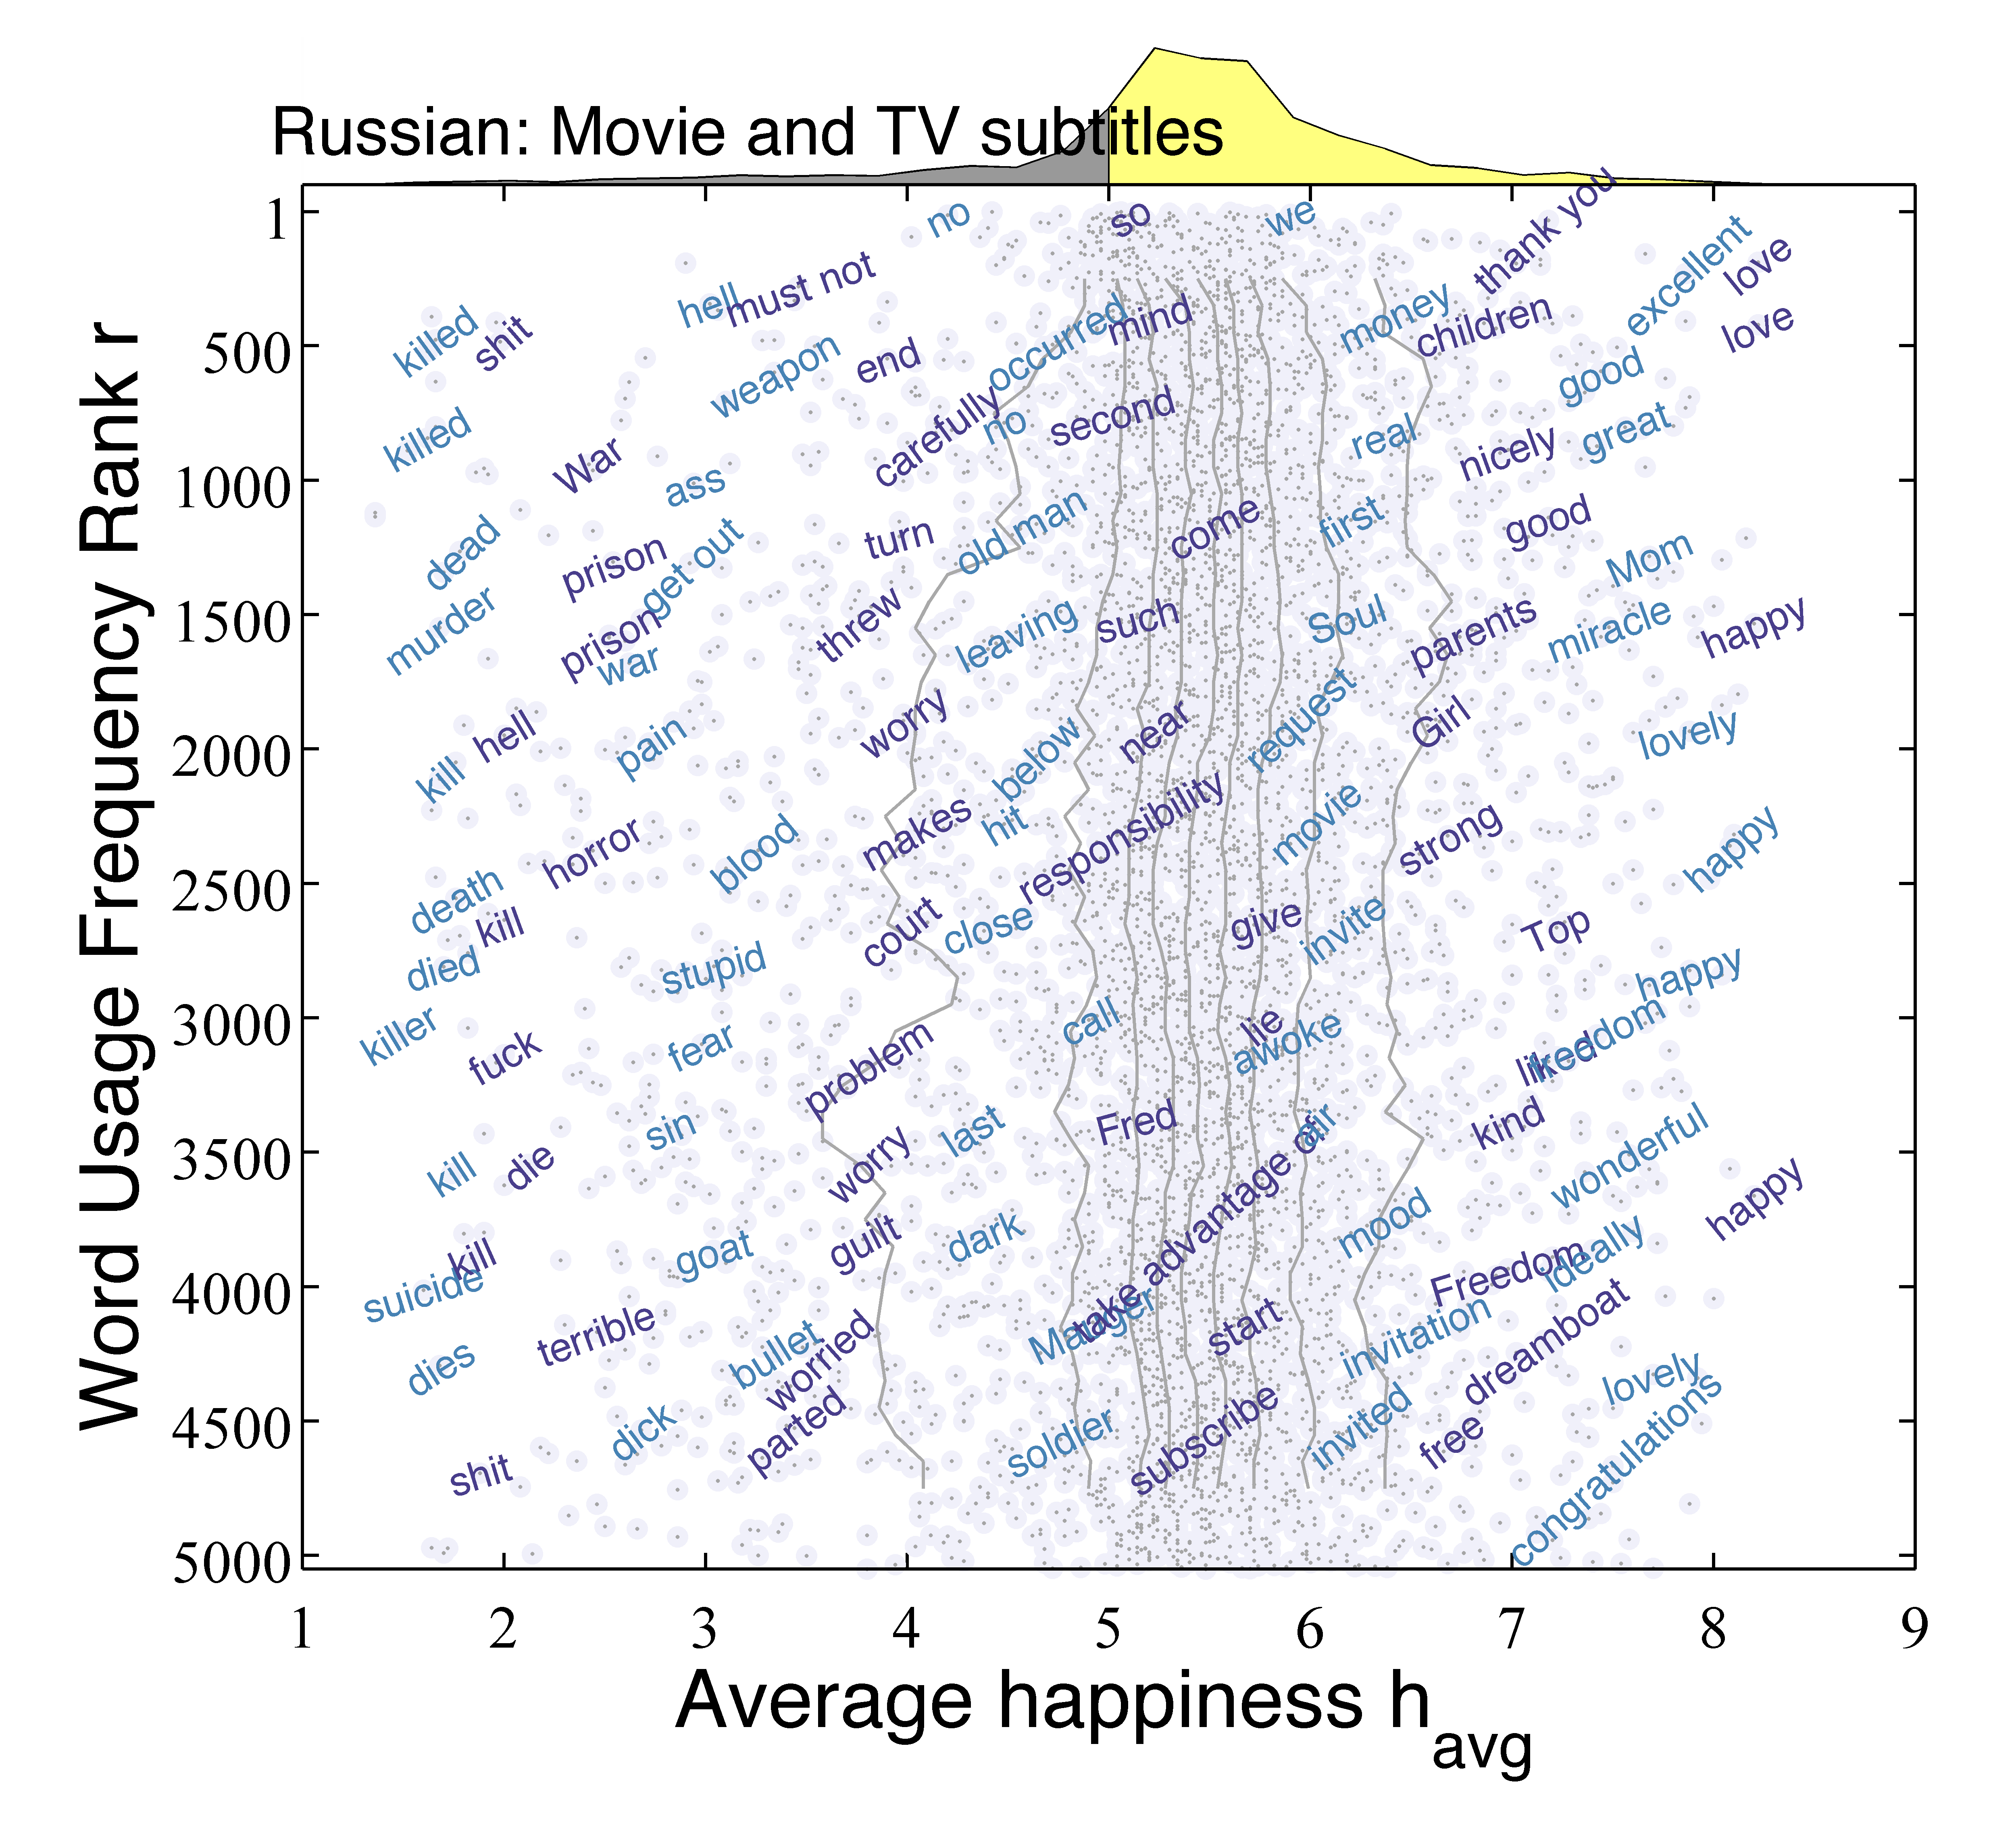 Russian: Movie and TV subtitles
Word Usage Frequency Rank r
1
500
1000
1500
2000
2500
3000
3500
4000
4500
5000
no
so
we
thank you
excellent
love
hell
must not
killed
shit
weapon
end
occurred
mind
money
children
love
good
killed
War
ass
carefully
no
second
real
nicely
great
dead
prison
get out
turn
old man
come
first
good
Mom
murder
prison
war
threw
leaving
such
Soul
parents
miracle
happy
kill
hell
pain
worry
below
near
request
Girl
lovely
horror
blood
makes
hit
responsibility
movie
strong
happy
death
kill
court
close
give
invite
Top
died
stupid
happy
killer
fuck
fear
problem
call
lie
awoke
liked
freedom
kill
die
sin
worry
last
Fred
take advantage of
air
kind
wonderful
kill
suicide
goat
guilt
dark
mood
Freedom
ideally
happy
dies
terrible
bullet
worried
start
invitation
dreamboat
lovely
shit
dick
parted
soldier
subscribe
invited
free
congratulations
1 2 3 4 5 6 7 8 9
Average happiness h avg